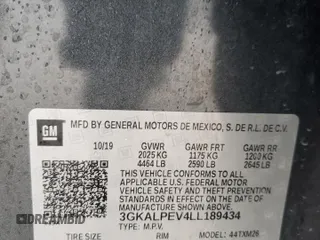 GM
MFD BY GENERAL MOTORS DE MEXICO, S. DE R.L. DE C.V.
10/19 GVWR GAWR FRT GAWR RR
2025 KG 1175 KG 1200 KG
4464 LB 2590 LB 2645 LB
THIS VEHICLE CONFORMS TO ALL
APPLICABLE U.S. FEDERAL MOTOR
VEHICLE SAFETY AND THEFT PREVENTION
STANDARDS IN EFFECT ON THE DATE OF
MANUFACTURE SHOWN ABOVE.
3GKALPEV4LL189434
TYPE: M.P.V. MODEL: 44TXM26
TIRE SIZE RIM